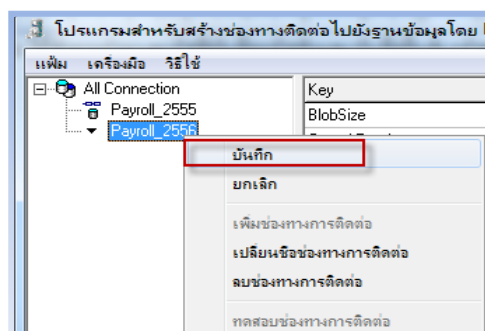 โปรแกรมสำหรับสร้างช่องทางติดต่อไปยังฐานข้อมูลโดย
แฟ้ม เครื่องมือ วิธีใช้
All Connection
Key
Payroll_2555
BlobSize
Payroll_2556
บันทึก
ยกเลิก
เพิ่มช่องทางการติดต่อ
เปลี่ยนชื่อช่องทางการติดต่อ
ลบช่องทางการติดต่อ
ทดสอบช่องทางการติดต่อ